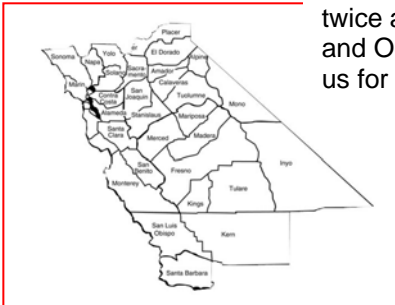 twice a
and O
us for
Placer
Sonoma
Napa
Yolo
El Dorado
Sacra-
mento
Alpine
Solano
Amador
Marin
Calaveras
Contra
Costa
San
Joaquin
Tuolumne
Mono
Alameda
Stanislaus
Mariposa
Santa
Clara
Merced
Madera
Inyo
San
Benito
Fresno
Monterey
Tulare
Kings
San Luis
Obispo
Kern
Santa Barbara